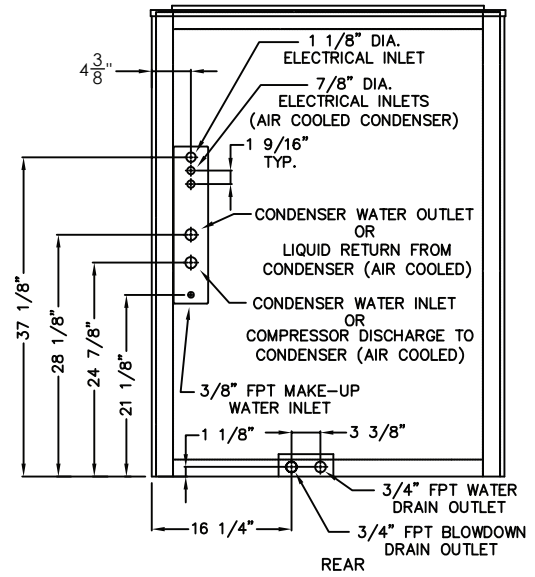 1 1/8" DIA.
ELECTRICAL INLET
4 3/8"
7/8" DIA.
ELECTRICAL INLETS
(AIR COOLED CONDENSER)
1 9/16"
TYP.
CONDENSER WATER OUTLET
OR
LIQUID RETURN FROM
CONDENSER (AIR COOLED)
CONDENSER WATER INLET
OR
COMPRESSOR DISCHARGE TO
CONDENSER (AIR COOLED)
37 1/8"
28 1/8"
24 7/8"
21 1/8"
3/8" FPT MAKE-UP
WATER INLET
1 1/8"
3 3/8"
3/4" FPT WATER
DRAIN OUTLET
16 1/4"
3/4" FPT BLOWDOWN
DRAIN OUTLET
REAR